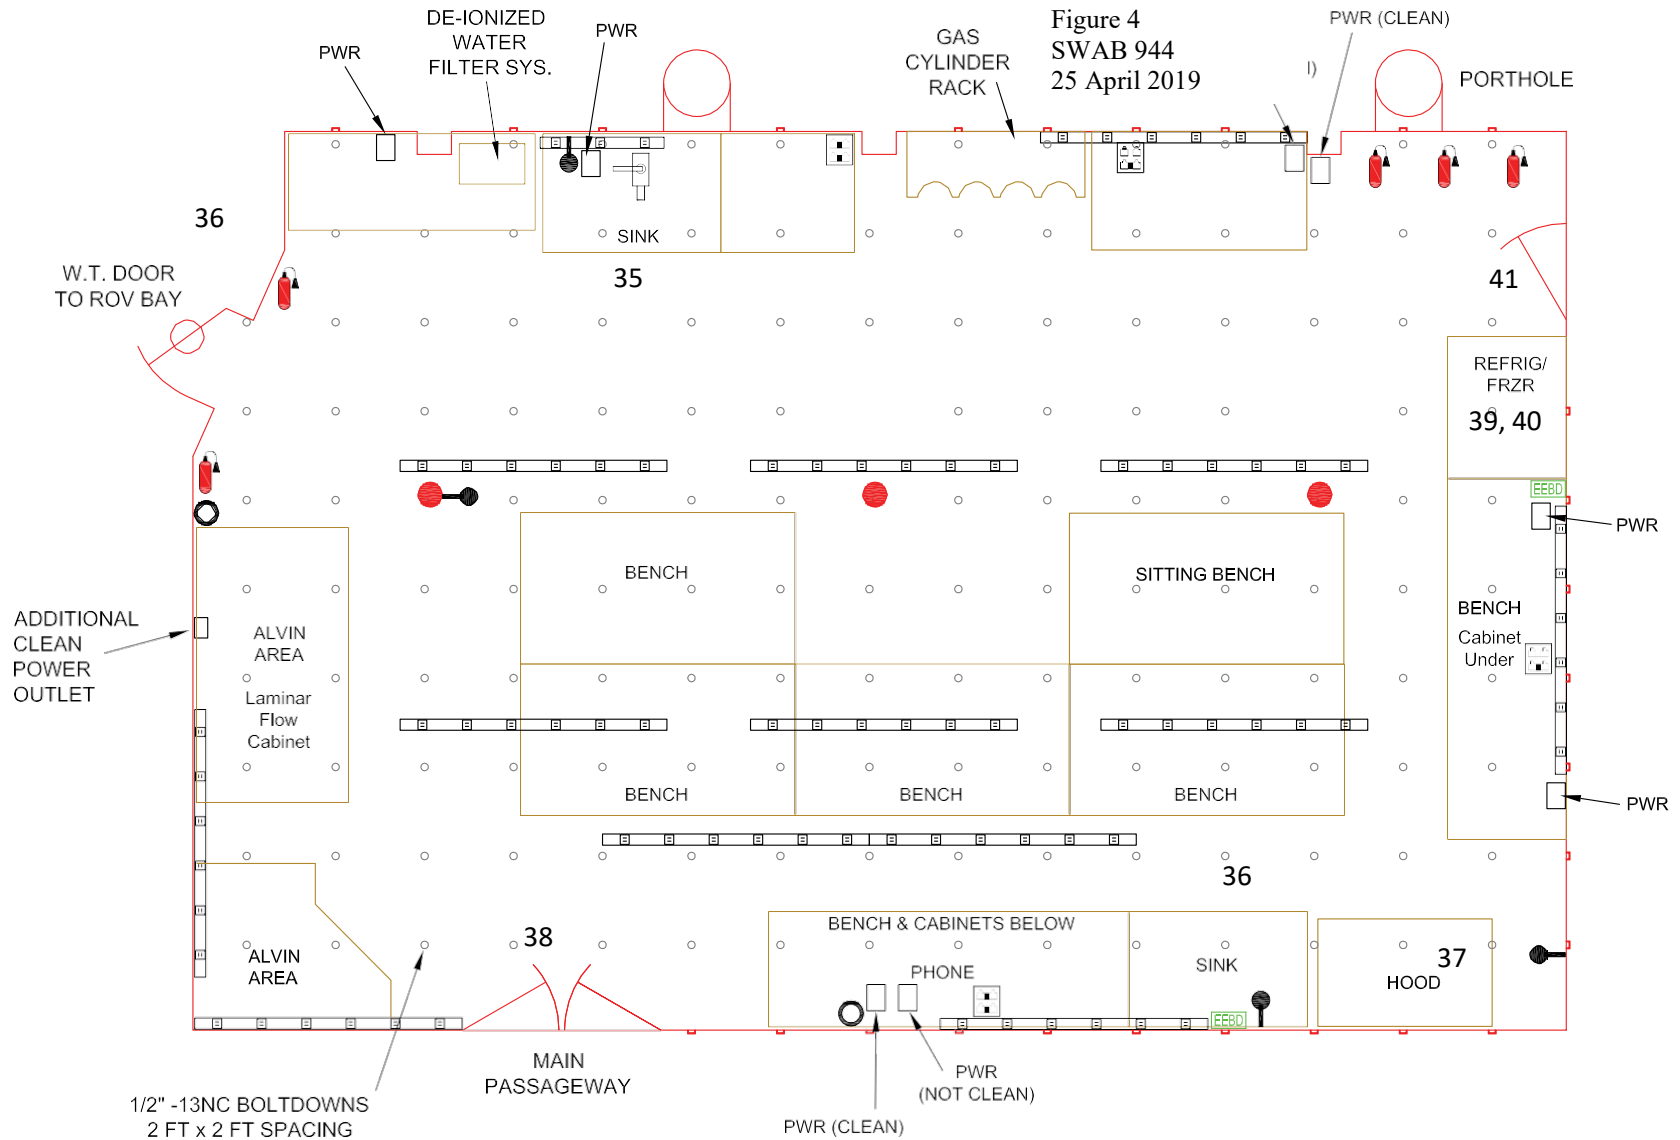 DE-IONIZED
WATER
FILTER SYS.
PWR
PWR
GAS
CYLINDER
RACK
Figure 4
SWAB 944
25 April 2019
)
PWR (CLEAN)
PORTHOLE
36
SINK
35
W.T. DOOR
TO ROV BAY
41
REFRIG/
FRZR
39, 40
EEBD
PWR
BENCH
SITTING BENCH
ADDITIONAL
CLEAN
POWER
OUTLET
ALVIN
AREA
Laminar
Flow
Cabinet
BENCH
Cabinet
Under
BENCH
BENCH
BENCH
PWR
36
ALVIN
AREA
38
BENCH & CABINETS BELOW
PHONE
SINK
37
HOOD
EEBD
MAIN
PASSAGEWAY
PWR
(NOT CLEAN)
PWR (CLEAN)
1/2" -13NC BOLTDOWNS
2 FT x 2 FT SPACING